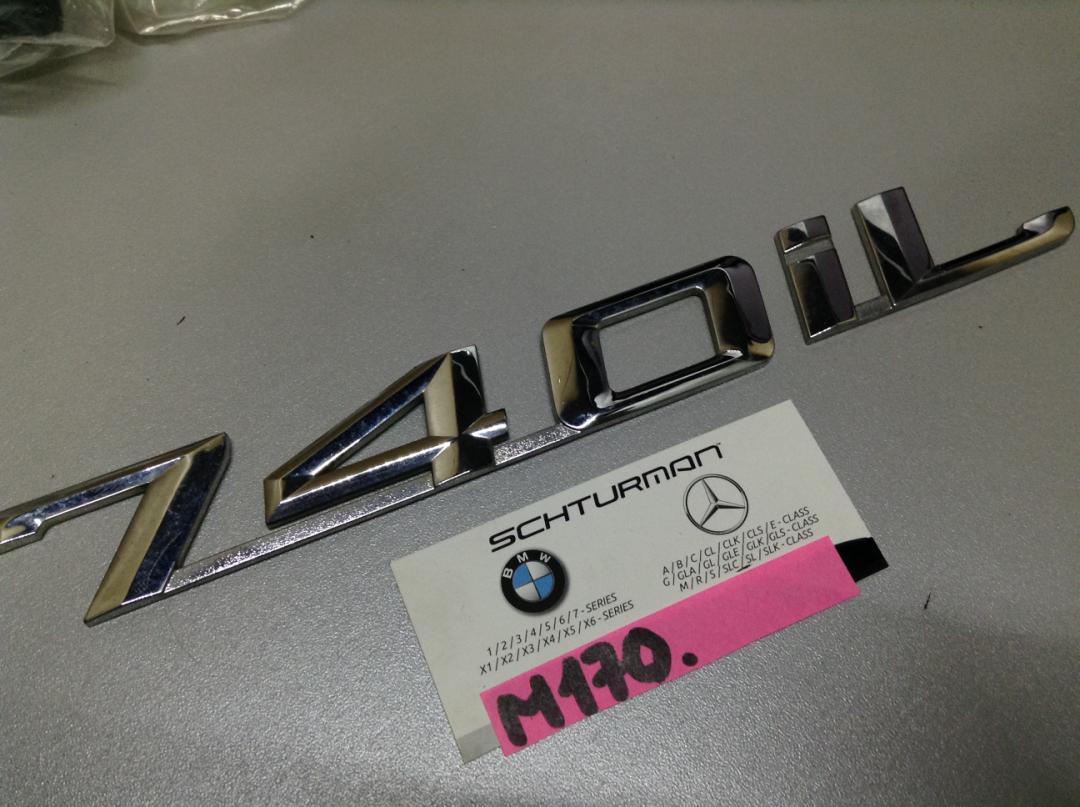 740iL
SCHTURMAN
BMW
1/2/3/4/5/6/7-SERIES
X1/X2/X3/X4/X5/X6-SERIES
A/B/C/CL/CLK/CLS/E-CLASS
G/GLA/GL/GLE/GLK/GLS-CLASS
M/R/S/SLC/SL/SLK-CLASS
M170.